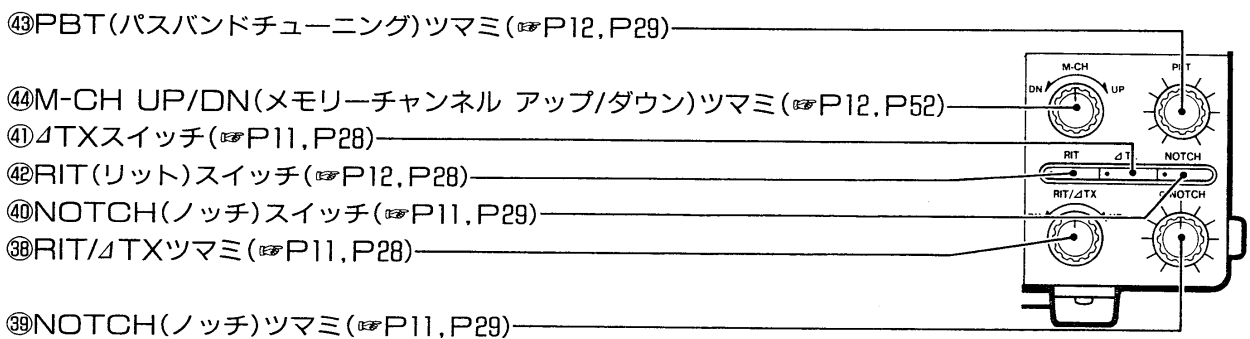 ㊸PBT(パスバンドチューニング)ツマミ(☞P12,P29)
M-CH
㊹M-CH UP/DN(メモリーチャンネル アップ/ダウン)ツマミ(☞P12,P52)
DN
UP
㊶⊿TXスイッチ(☞P11,P28)
㊷RIT(リット)スイッチ(☞P12,P28)
RIT
NOTCH
㊵NOTCH(ノッチ)スイッチ(☞P11,P29)
RIT/⊿TX
NOTCH
㊳RIT/⊿TXツマミ(☞P11,P28)
㊴NOTCH(ノッチ)ツマミ(☞P11,P29)